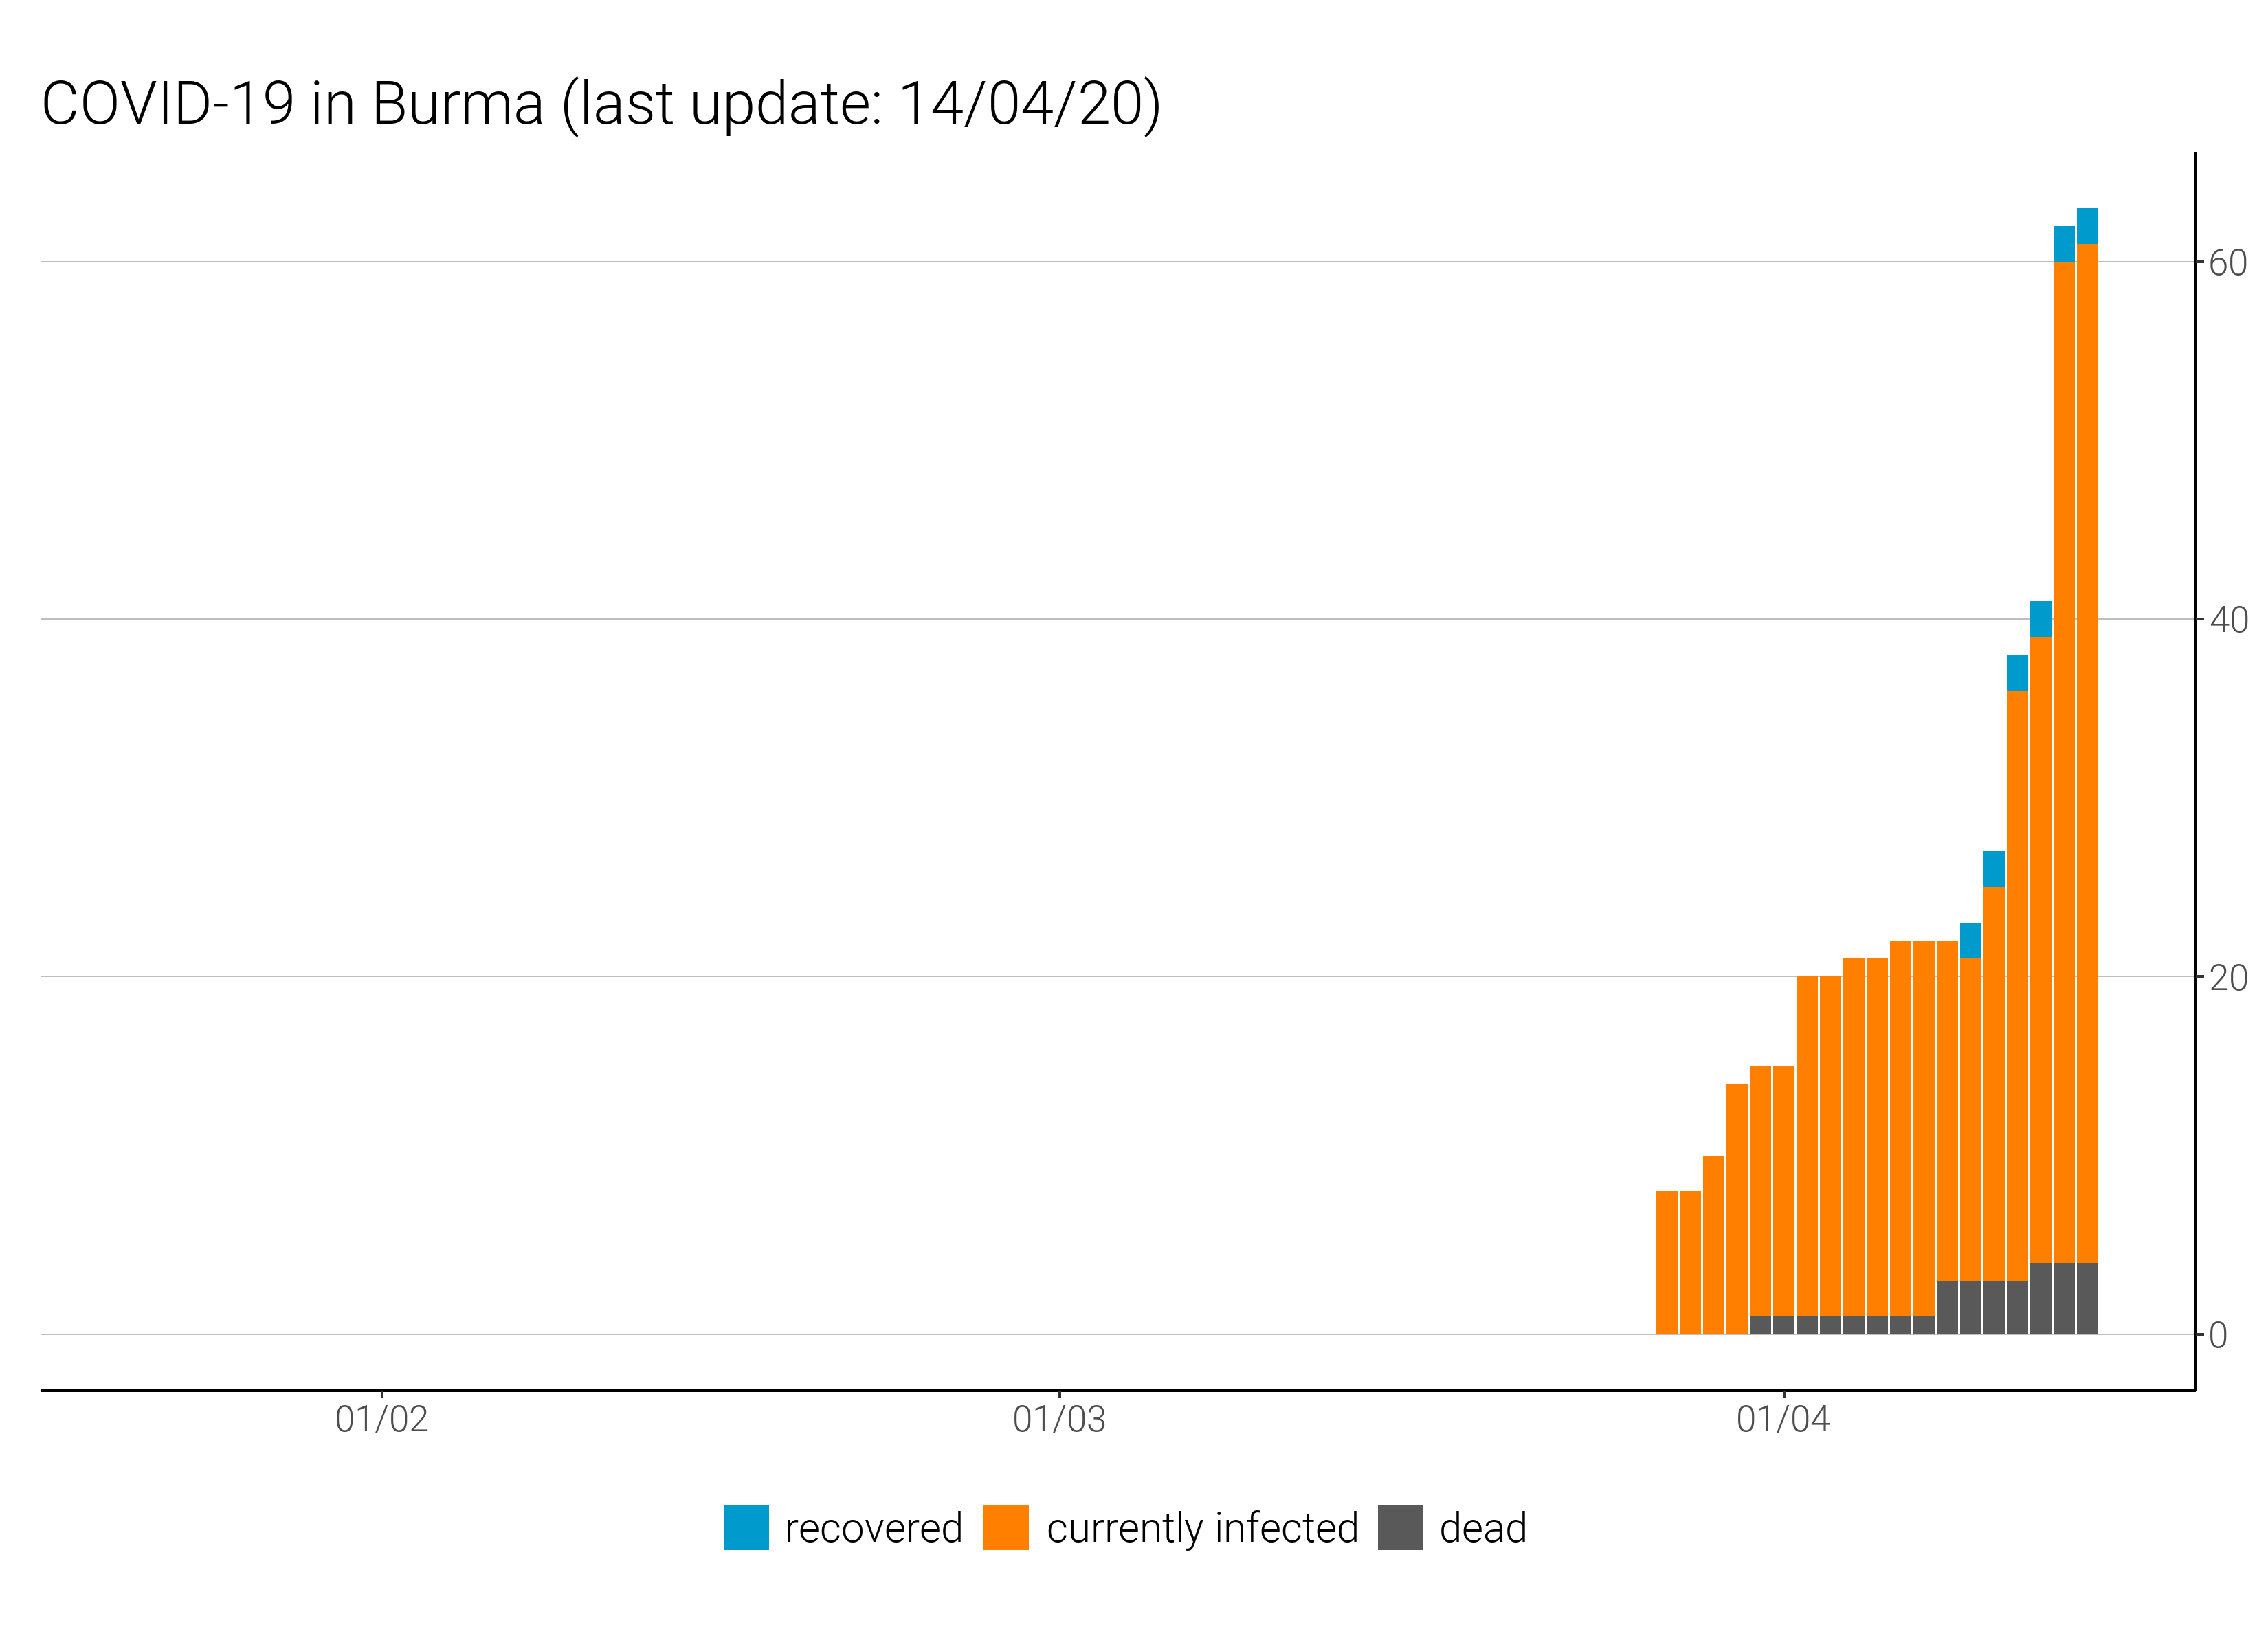 COVID-19 in Burma (last update: 14/04/20)
60
40
20
0
01/02 01/03 01/04
recovered currently infected dead